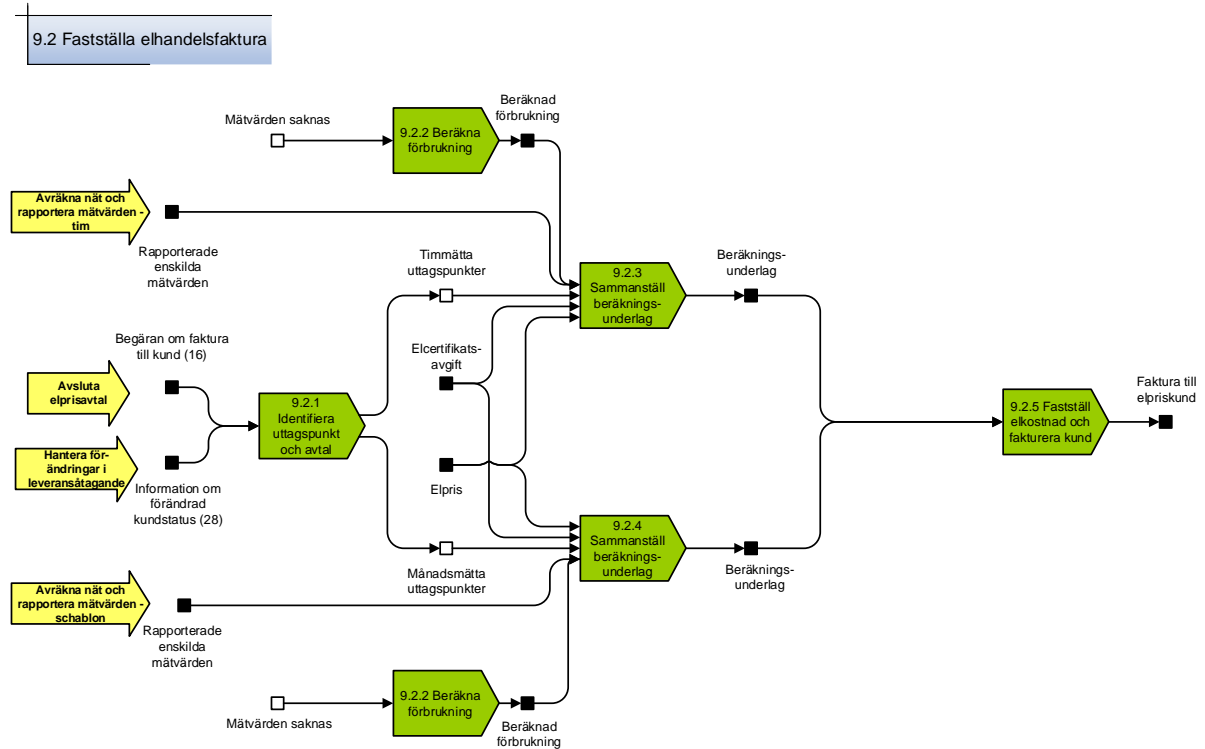 9.2 Fastställa elhandelsfaktura
Mätvärden saknas
9.2.2 Beräkna
förbrukning
Beräknad
förbrukning
Avräkna nät och
rapportera mätvärden -
tim
Rapporterade
enskilda
mätvärden
Timmätta
uttagspunkter
9.2.3
Sammanställ
beräknings-
underlag
Beräknings-
underlag
Begäran om faktura
till kund (16)
Elcertifikats-
avgift
Avsluta
elprisavtal
9.2.1
Identifiera
uttagspunkt
och avtal
9.2.5 Fastställ
elkostnad och
fakturera kund
Faktura till
elpriskund
Hantera för-
ändringar i
leveransåtagande
Information om
förändrad
kundstatus (28)
Elpris
9.2.4
Sammanställ
beräknings-
underlag
Beräknings-
underlag
Månadsmätta
uttagspunkter
Avräkna nät och
rapportera mätvärden -
schablon
Rapporterade
enskilda
mätvärden
Mätvärden saknas
9.2.2 Beräkna
förbrukning
Beräknad
förbrukning